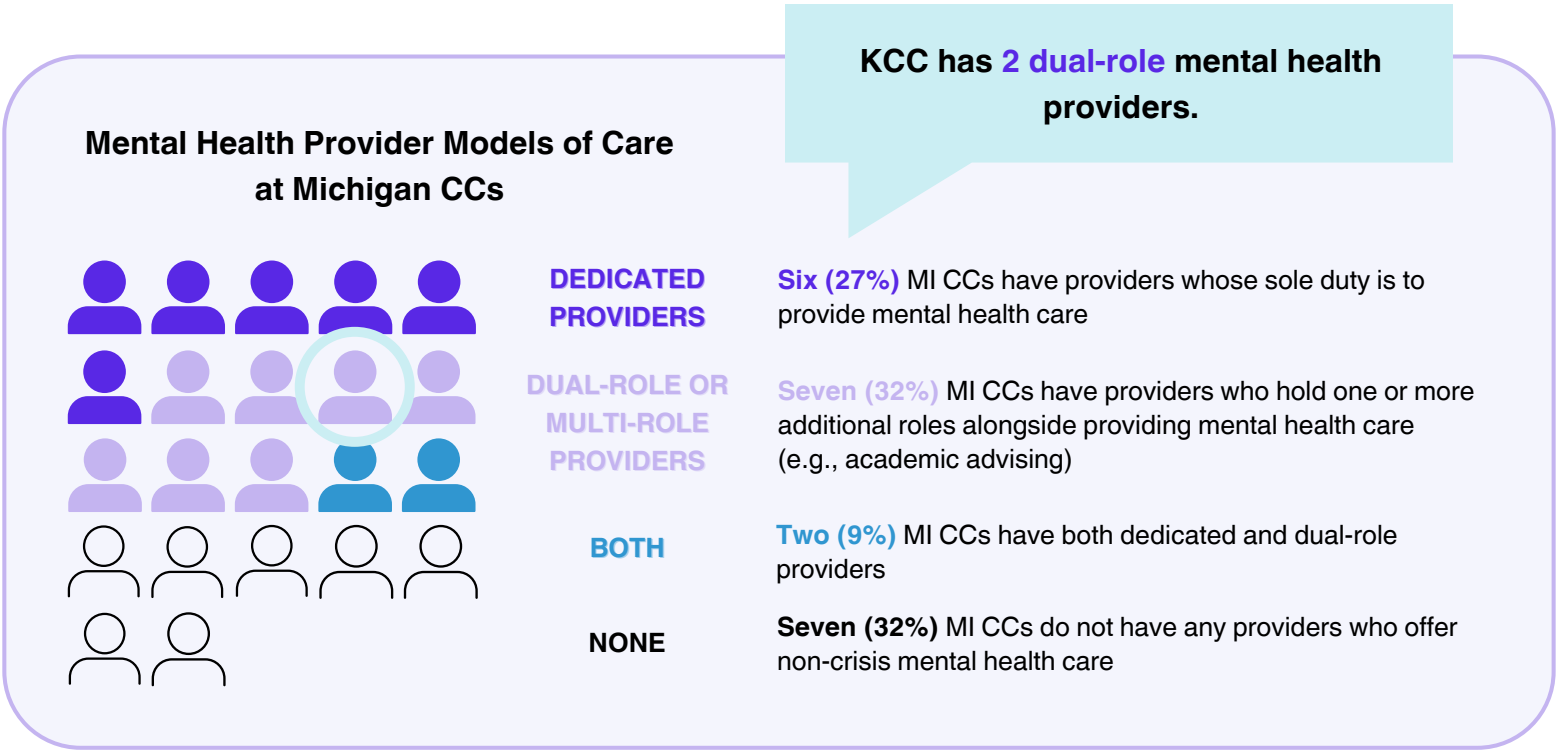 KCC has 2 dual-role mental health
providers.
Mental Health Provider Models of Care
at Michigan CCs
DEDICATED
PROVIDERS
Six (27%) MI CCs have providers whose sole duty is to
provide mental health care
DUAL-ROLE OR
MULTI-ROLE
PROVIDERS
Seven (32%) MI CCs have providers who hold one or more
additional roles alongside providing mental health care
(e.g., academic advising)
BOTH
Two (9%) MI CCs have both dedicated and dual-role
providers
NONE
Seven (32%) MI CCs do not have any providers who offer
non-crisis mental health care